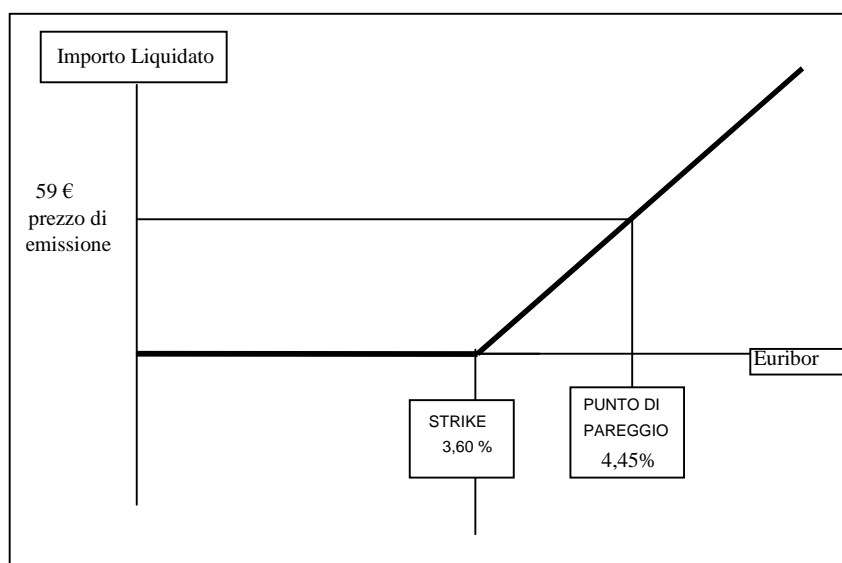 Importo Liquidato
59 €
prezzo di
emissione
Euribor
STRIKE
3,60 %
PUNTO DI
PAREGGIO
4,45%